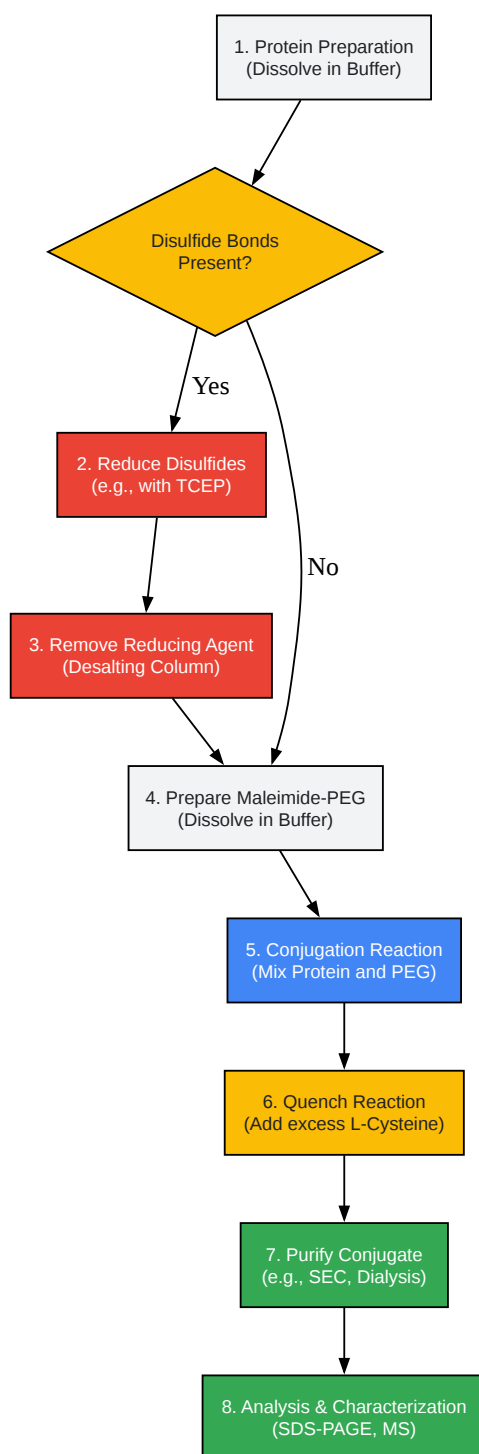 1. Protein Preparation
(Dissolve in Buffer)
Disulfide Bonds
Present?
Yes
2. Reduce Disulfides
(e.g., with TCEP)
No
3. Remove Reducing Agent
(Desalting Column)
4. Prepare Maleimide-PEG
(Dissolve in Buffer)
5. Conjugation Reaction
(Mix Protein and PEG)
6. Quench Reaction
(Add excess L-Cysteine)
7. Purify Conjugate
(e.g., SEC, Dialysis)
8. Analysis & Characterization
(SDS-PAGE, MS)